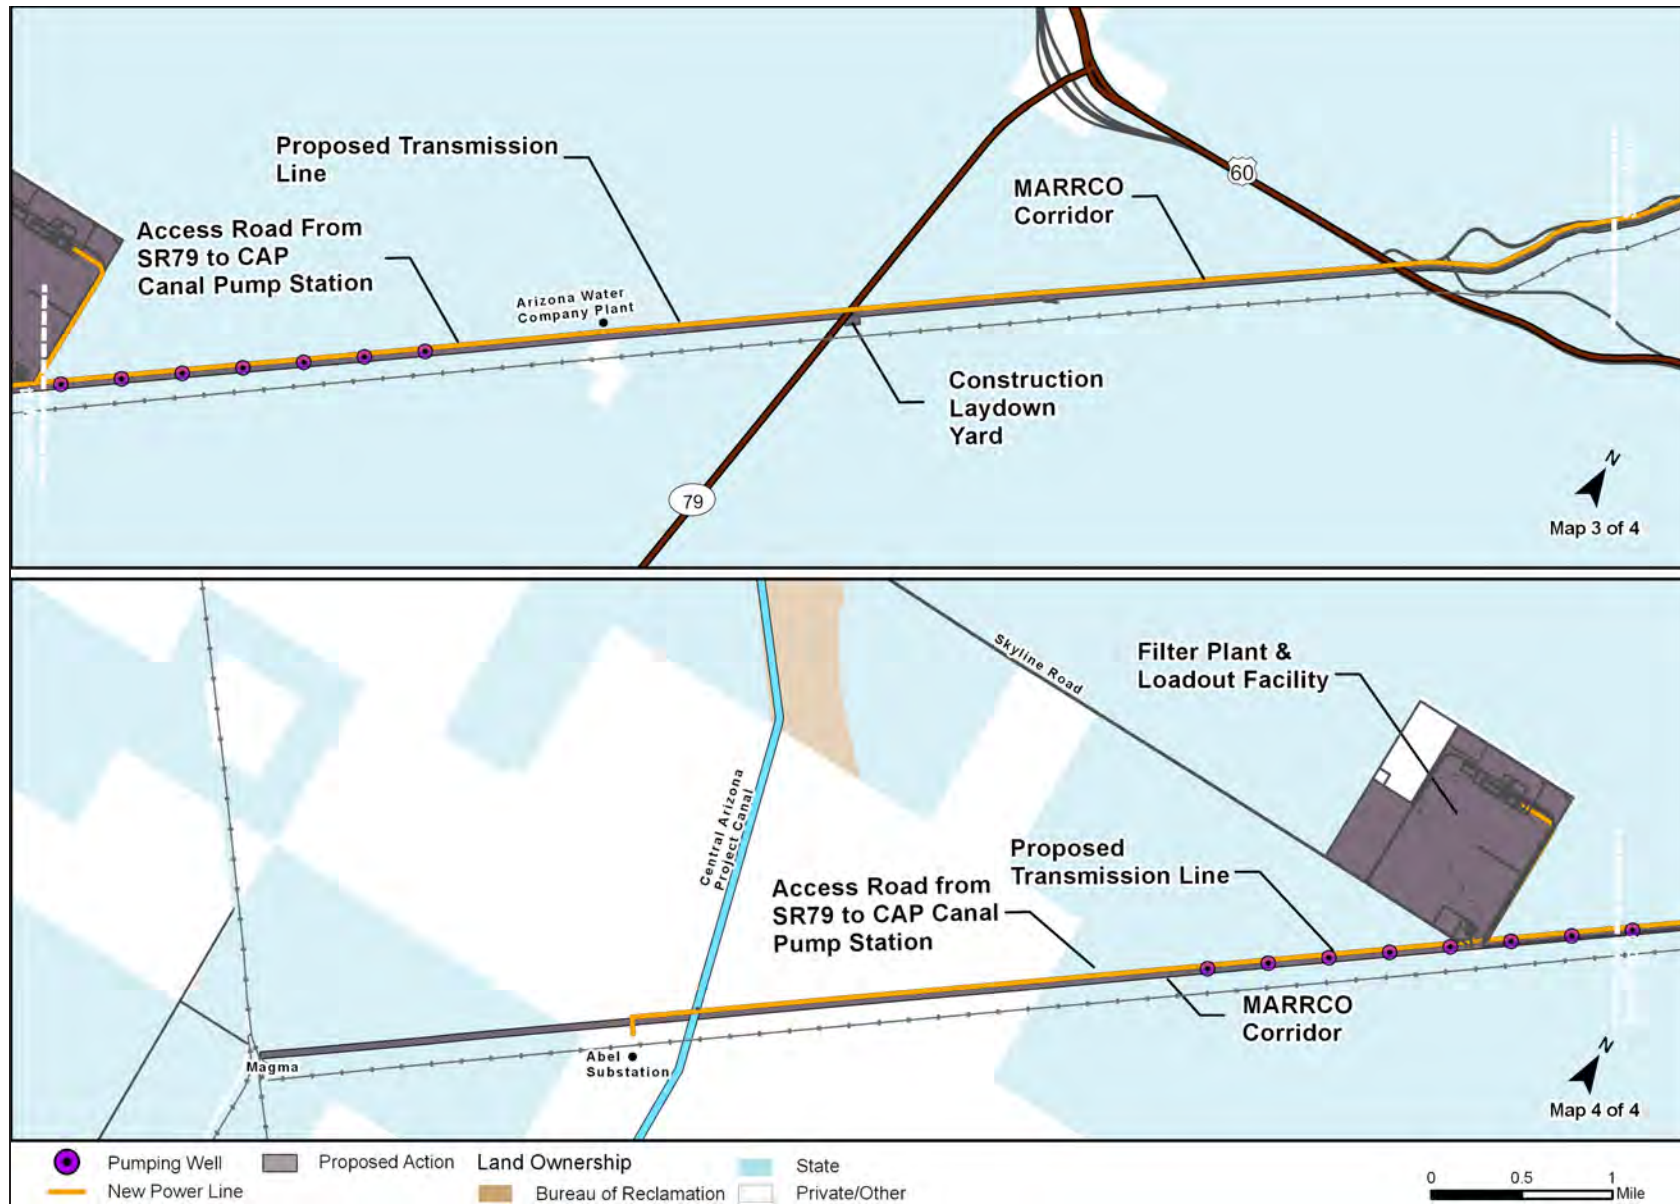 Proposed Transmission
Line
Access Road From
SR79 to CAP
Canal Pump Station
Arizona Water
Company Plant
MARRCO
Corridor
60
Construction
Laydown
Yard
79
N
Map 3 of 4
Skyline Road
Filter Plant &
Loadout Facility
Central Arizona
Project Canal
Proposed
Transmission Line
Access Road from
SR79 to CAP Canal
Pump Station
MARRCO
Corridor
Abel
Substation
Magma
N
Map 4 of 4
Pumping Well
Proposed Action
Land Ownership
State
New Power Line
Bureau of Reclamation
Private/Other
0 0.5 1
Mile